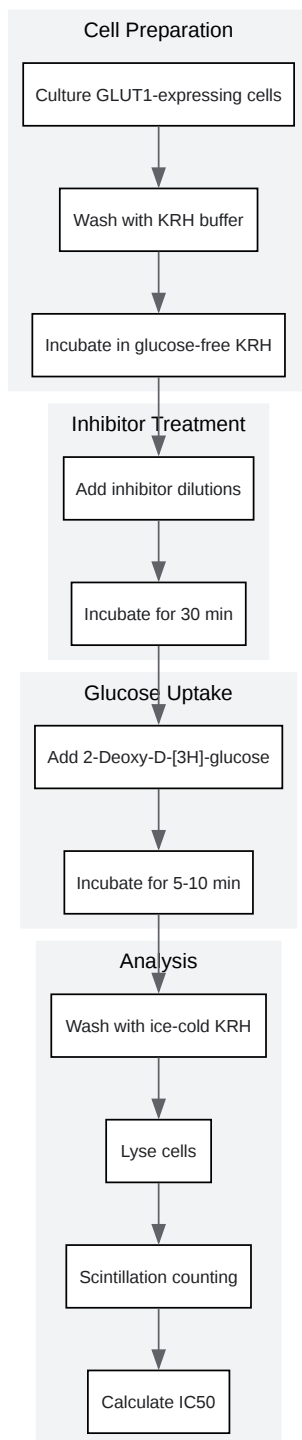 Cell Preparation
Culture GLUT1-expressing cells
Wash with KRH buffer
Incubate in glucose-free KRH
Inhibitor Treatment
Add inhibitor dilutions
Incubate for 30 min
Glucose Uptake
Add 2-Deoxy-D-[3H]-glucose
Incubate for 5-10 min
Analysis
Wash with ice-cold KRH
Lyse cells
Scintillation counting
Calculate IC50